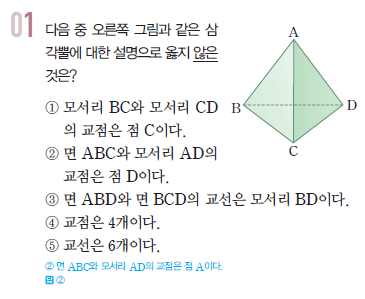 01 다음 중 오른쪽 그림과 같은 삼
각뿔에 대한 설명으로 옳지 않은
것은?
① 모서리 BC와 모서리 CD
의 교점은 점 C이다.
② 면 ABC와 모서리 AD의
교점은 점 D이다.
③ 면 ABD와 면 BCD의 교선은 모서리 BD이다.
④ 교점은 4개이다.
⑤ 교선은 6개이다.
② 면 ABC와 모서리 AD의 교점은 점 A이다.
답 ②
A
B
D
C